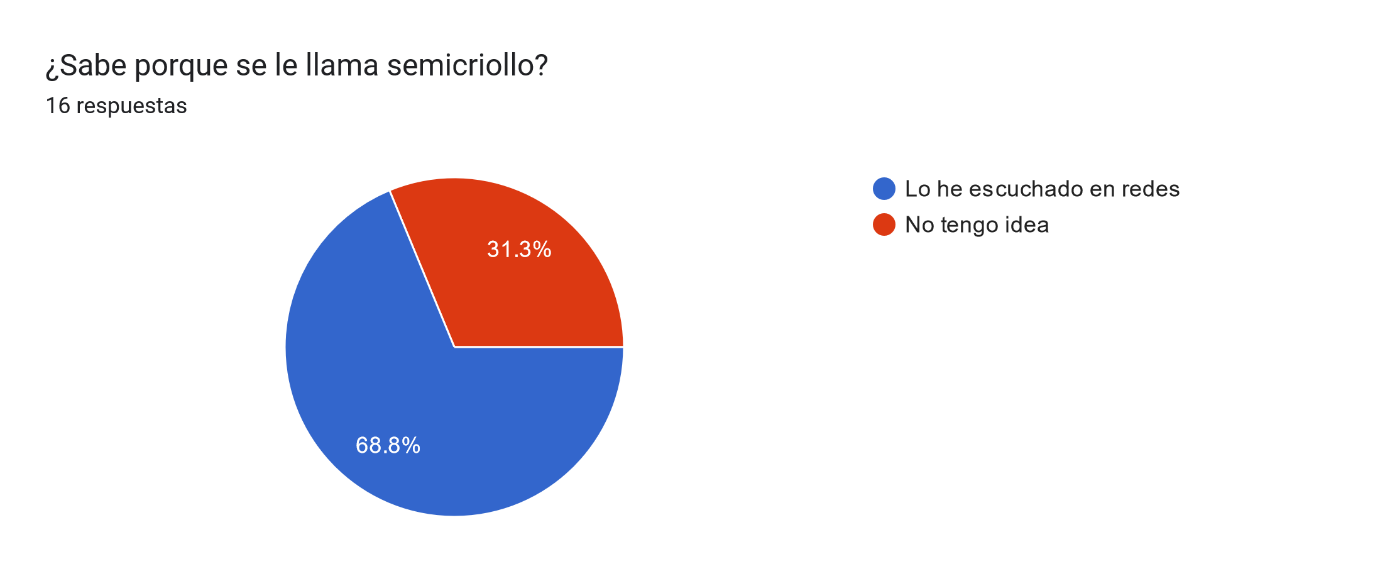 ¿Sabe porque se le llama semicriollo?
16 respuestas
Lo he escuchado en redes
No tengo idea
31.3%
68.8%